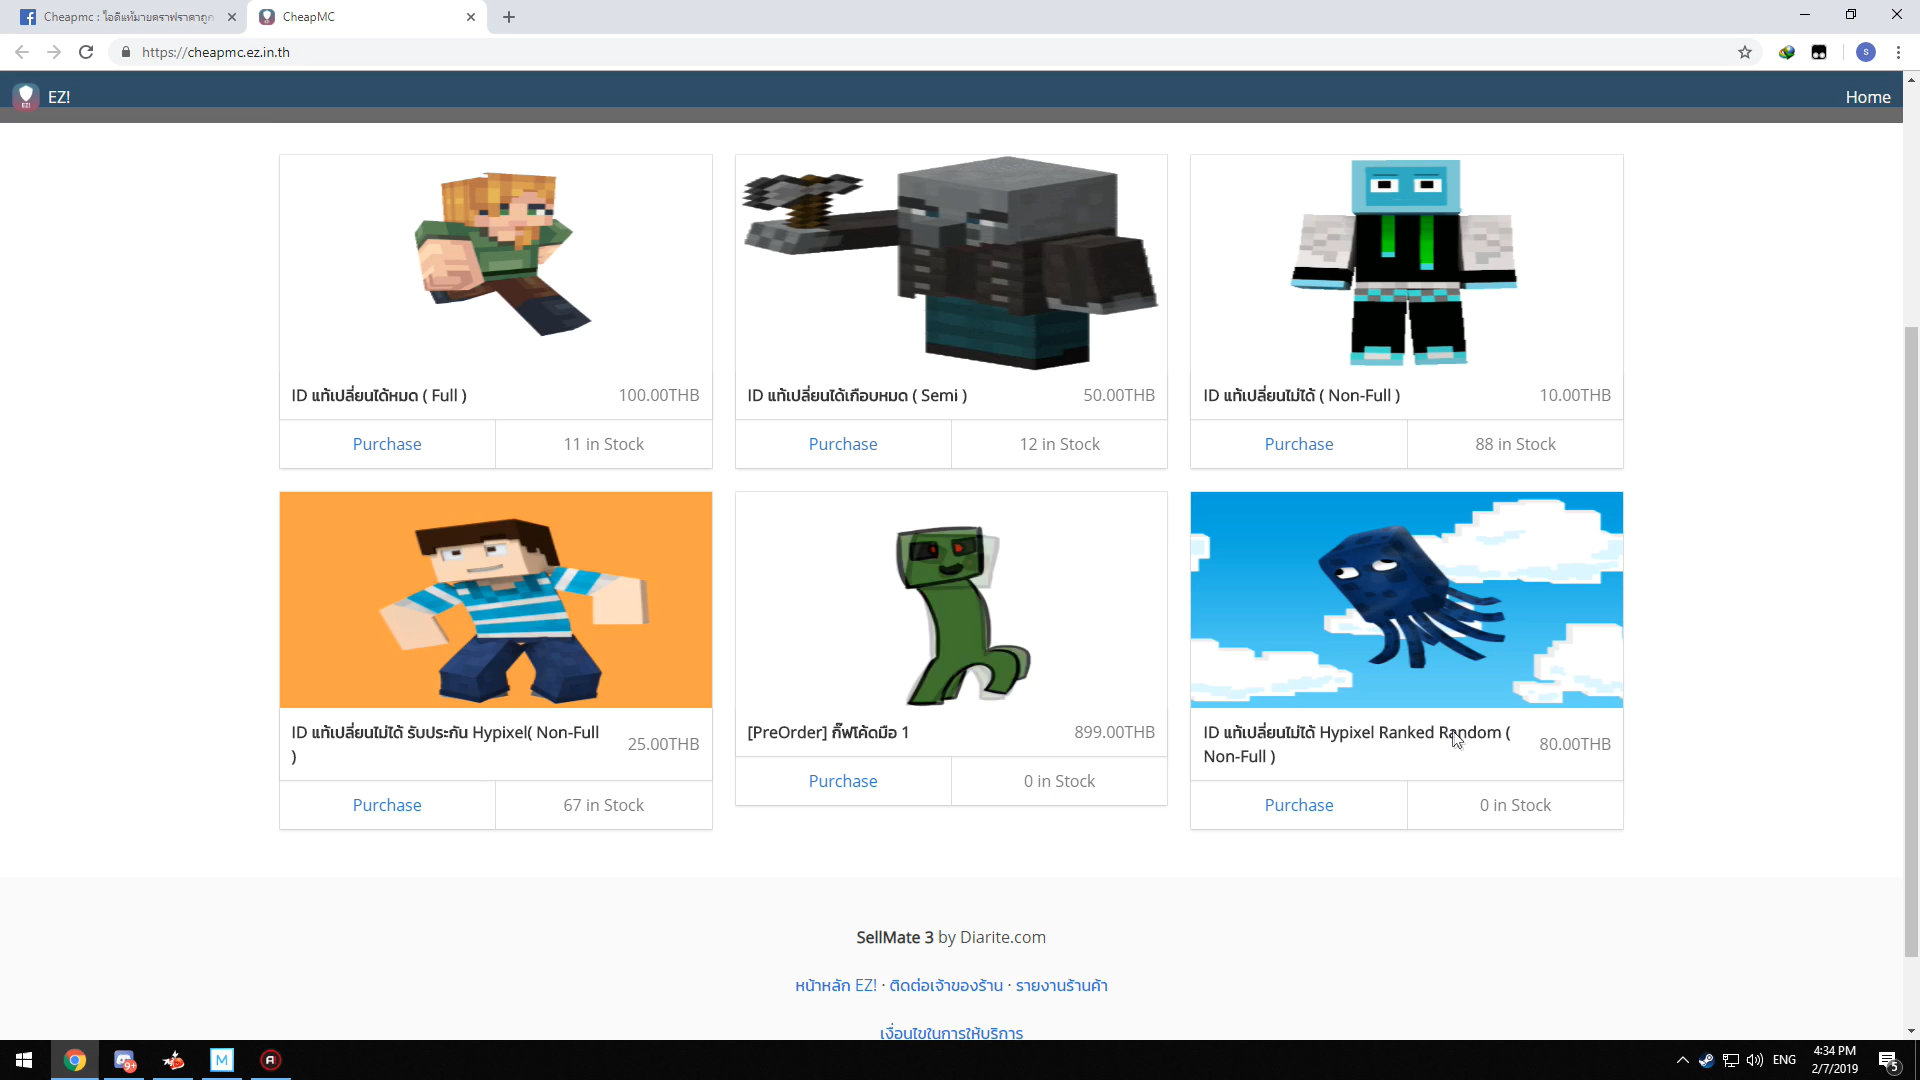 Cheapmc : ไอดีแท้มายคราฟราคาถูก
CheapMC
https://cheapmc.ez.in.th
S
EZ!
EZ!
Home
ID แท้เปลี่ยนได้หมด ( Full )
100.00THB
Purchase
11 in Stock
ID แท้เปลี่ยนได้เกือบหมด ( Semi )
50.00THB
Purchase
12 in Stock
ID แท้เปลี่ยนไม่ได้ ( Non-Full )
10.00THB
Purchase
88 in Stock
ID แท้เปลี่ยนไม่ได้ รับประกัน Hypixel( Non-Full
)
25.00THB
Purchase
67 in Stock
[PreOrder] กิ๊ฟโค้ดมือ 1
899.00THB
Purchase
0 in Stock
ID แท้เปลี่ยนไม่ได้ Hypixel Ranked Random (
Non-Full )
80.00THB
Purchase
0 in Stock
SellMate 3 by Diarite.com
หน้าหลัก EZ! · ติดต่อเจ้าของร้าน · รายงานร้านค้า
เงื่อนไขในการให้บริการ
9+
M
ENG
4:34 PM
2/7/2019
5